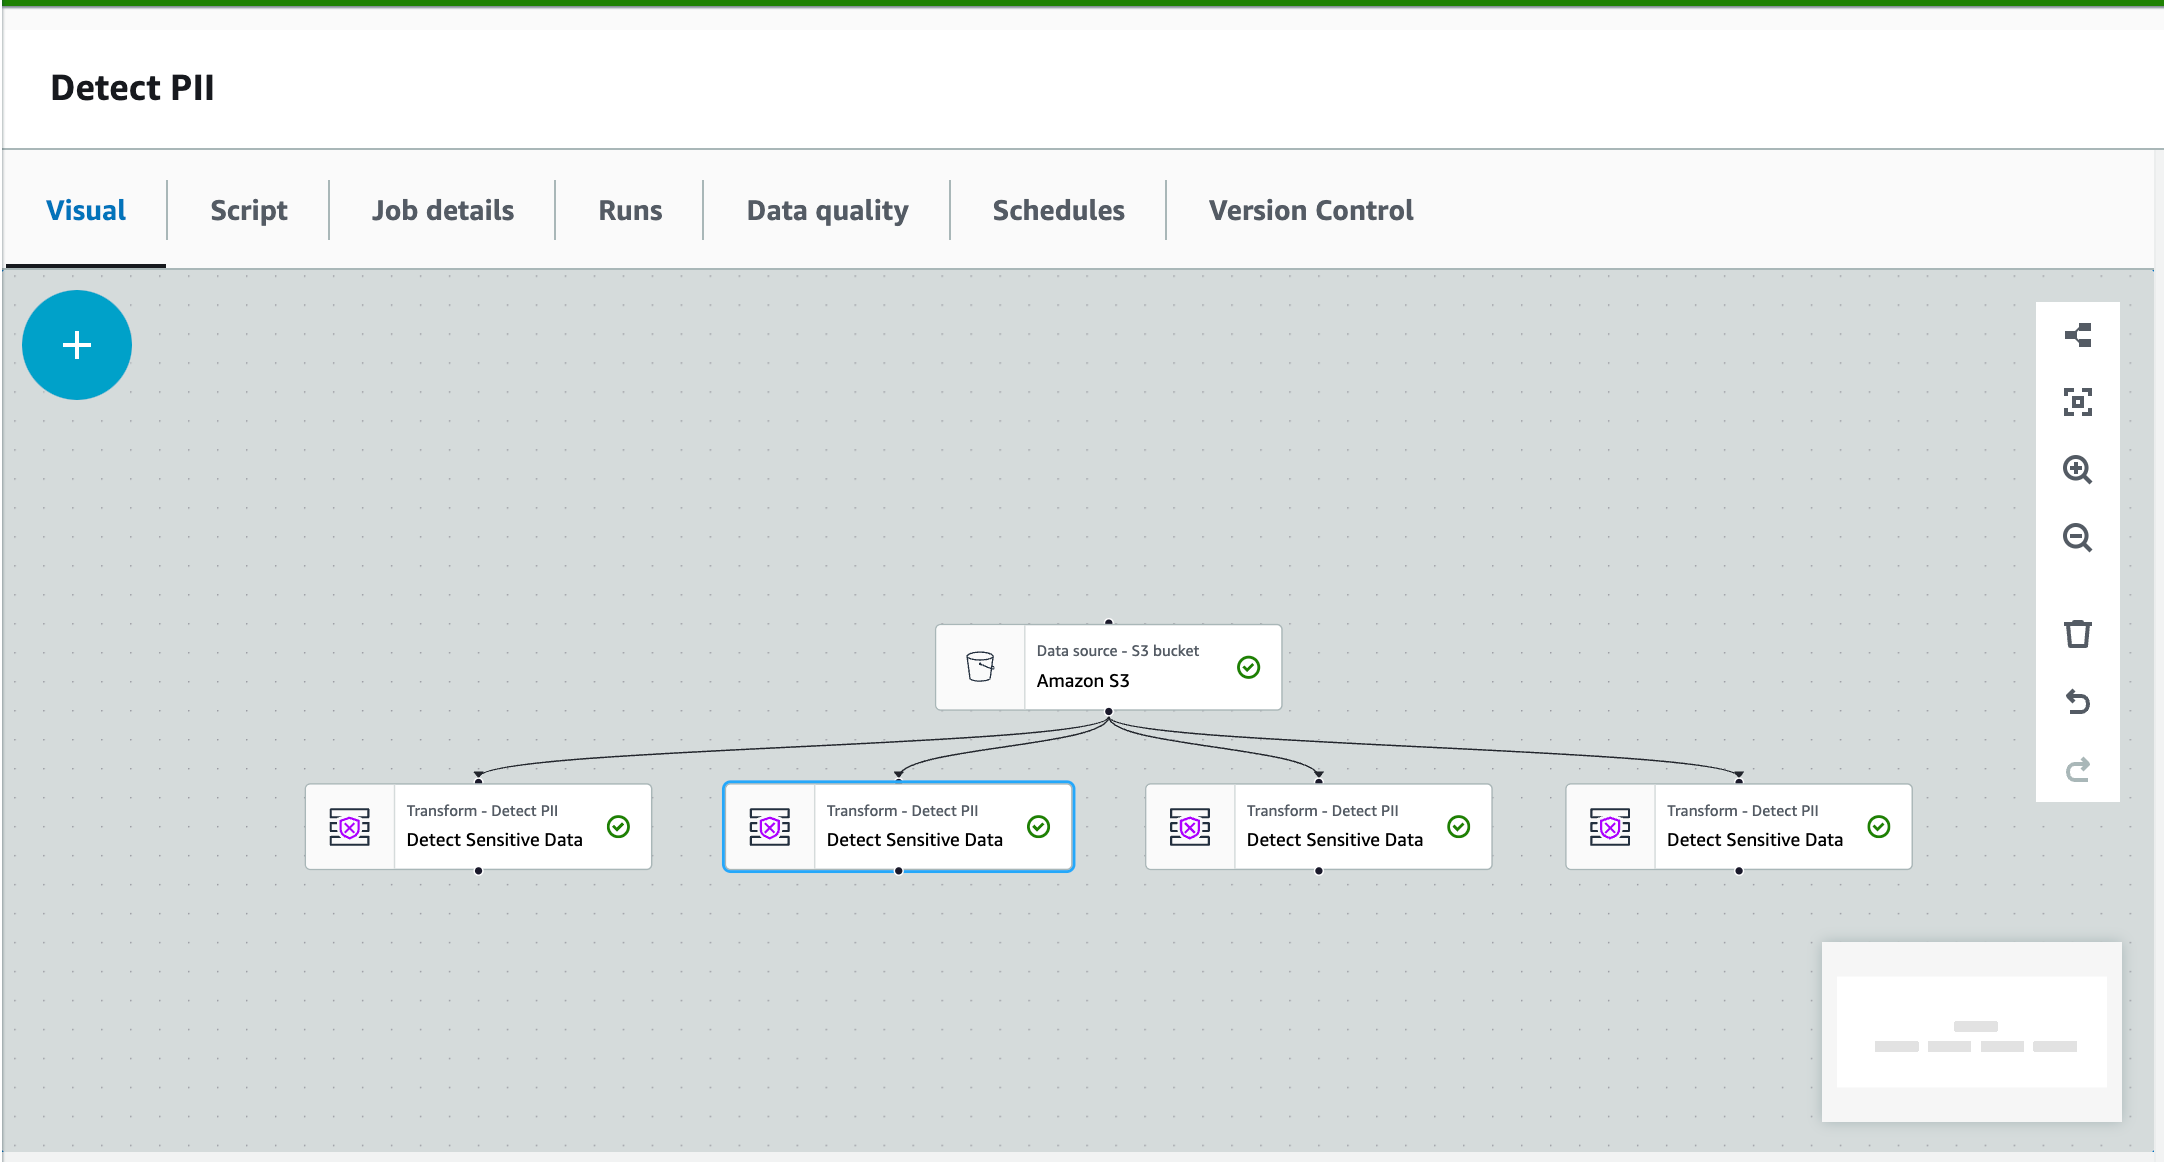 Detect PII
Visual
Script
Job details
Runs
Data quality
Schedules
Version Control
Data source - S3 bucket
Amazon S3
Transform - Detect PII
Detect Sensitive Data
Transform - Detect PII
Detect Sensitive Data
Transform - Detect PII
Detect Sensitive Data
Transform - Detect PII
Detect Sensitive Data